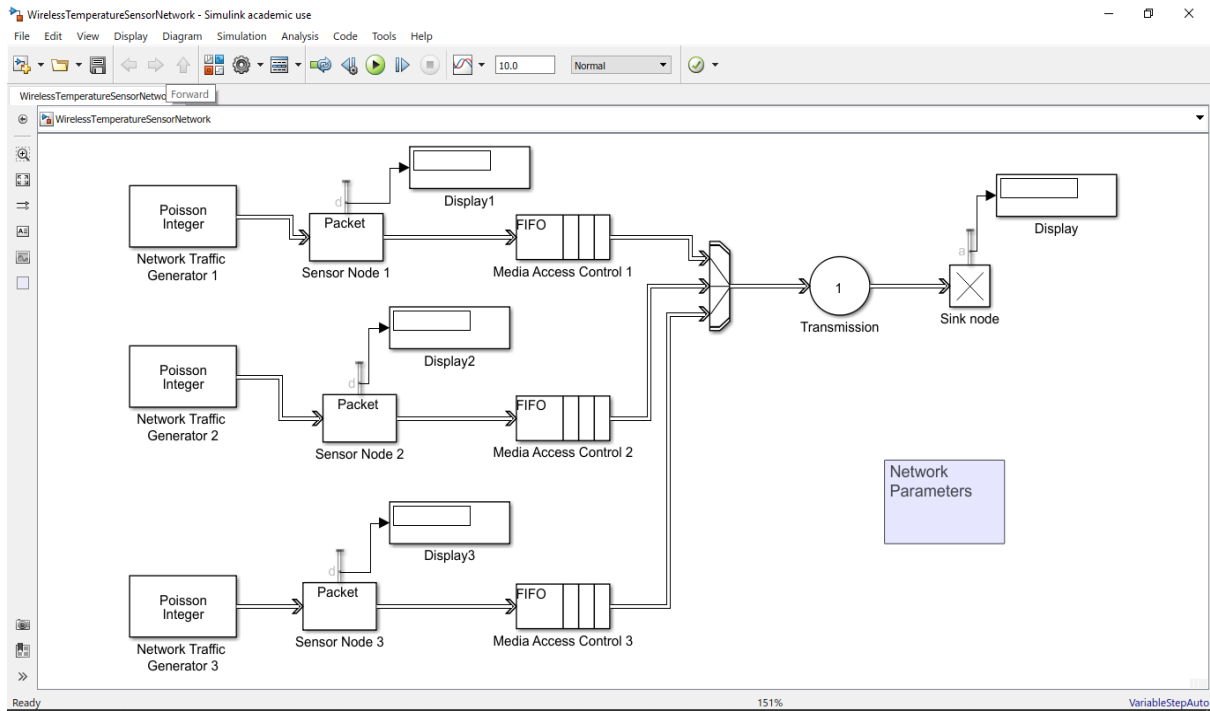 WirelessTemperatureSensorNetwork - Simulink academic use
File Edit View Display Diagram Simulation Analysis Code Tools Help
10.0 Normal
WirelessTemperatureSensorNetwo
Forward
WirelessTemperatureSensorNetwork
Poisson
Integer
Network Traffic
Generator 1
d
Packet
Sensor Node 1
Display1
FIFO
Media Access Control 1
Poisson
Integer
Network Traffic
Generator 2
d
Packet
Sensor Node 2
Display2
FIFO
Media Access Control 2
Poisson
Integer
Network Traffic
Generator 3
d
Packet
Sensor Node 3
Display3
FIFO
Media Access Control 3
1
Transmission
a
Sink node
Display
Network
Parameters
Ready 151% VariableStepAuto